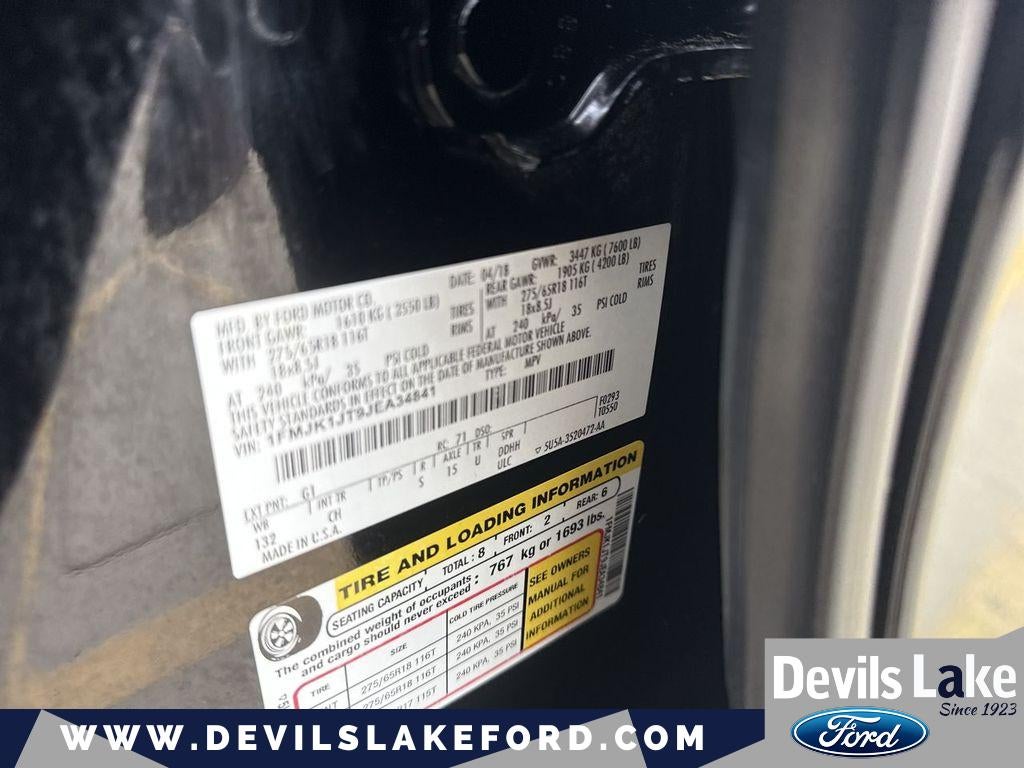 MFD. BY FORD MOTOR CO.
DATE: 04/18 GVWR: 3447 KG ( 7600 LB)
FRONT GAWR: 1610 KG ( 3550 LB)
REAR GAWR: 1905 KG ( 4200 LB)
WITH 275/65R18 116T TIRES
18x8.5J RIMS
WITH 275/65R18 116T TIRES
18x8.5J RIMS
AT 240 kPa/ 35 PSI COLD
AT 240 kPa/ 35 PSI COLD
THIS VEHICLE CONFORMS TO ALL APPLICABLE FEDERAL MOTOR VEHICLE
SAFETY STANDARDS IN EFFECT ON THE DATE OF MANUFACTURE SHOWN ABOVE.
VIN: 1FMJK1JT9JEA34841
TYPE: MPV
F0293
T0550
EXT PNT: G1 RC: 71 DSO:
WB INT TR TP/PS R AXLE TR SPR
132 CH S 15 U DDHH
ULC
MADE IN U.S.A.
▽ 5U5A-3520472-AA
TIRE AND LOADING INFORMATION
SEATING CAPACITY TOTAL: 8 FRONT: 2 REAR: 6
The combined weight of occupants and cargo should never exceed: 767 kg or 1693 lbs.
TIRE SIZE COLD TIRE PRESSURE
275/65R18 116T 240 KPA, 35 PSI
275/65R18 116T 240 KPA, 35 PSI
115T 240 KPA, 35 PSI
SEE OWNERS
MANUAL FOR
ADDITIONAL
INFORMATION
Devils Lake
Since 1923
Ford
WWW.DEVILSLAKEFORD.COM